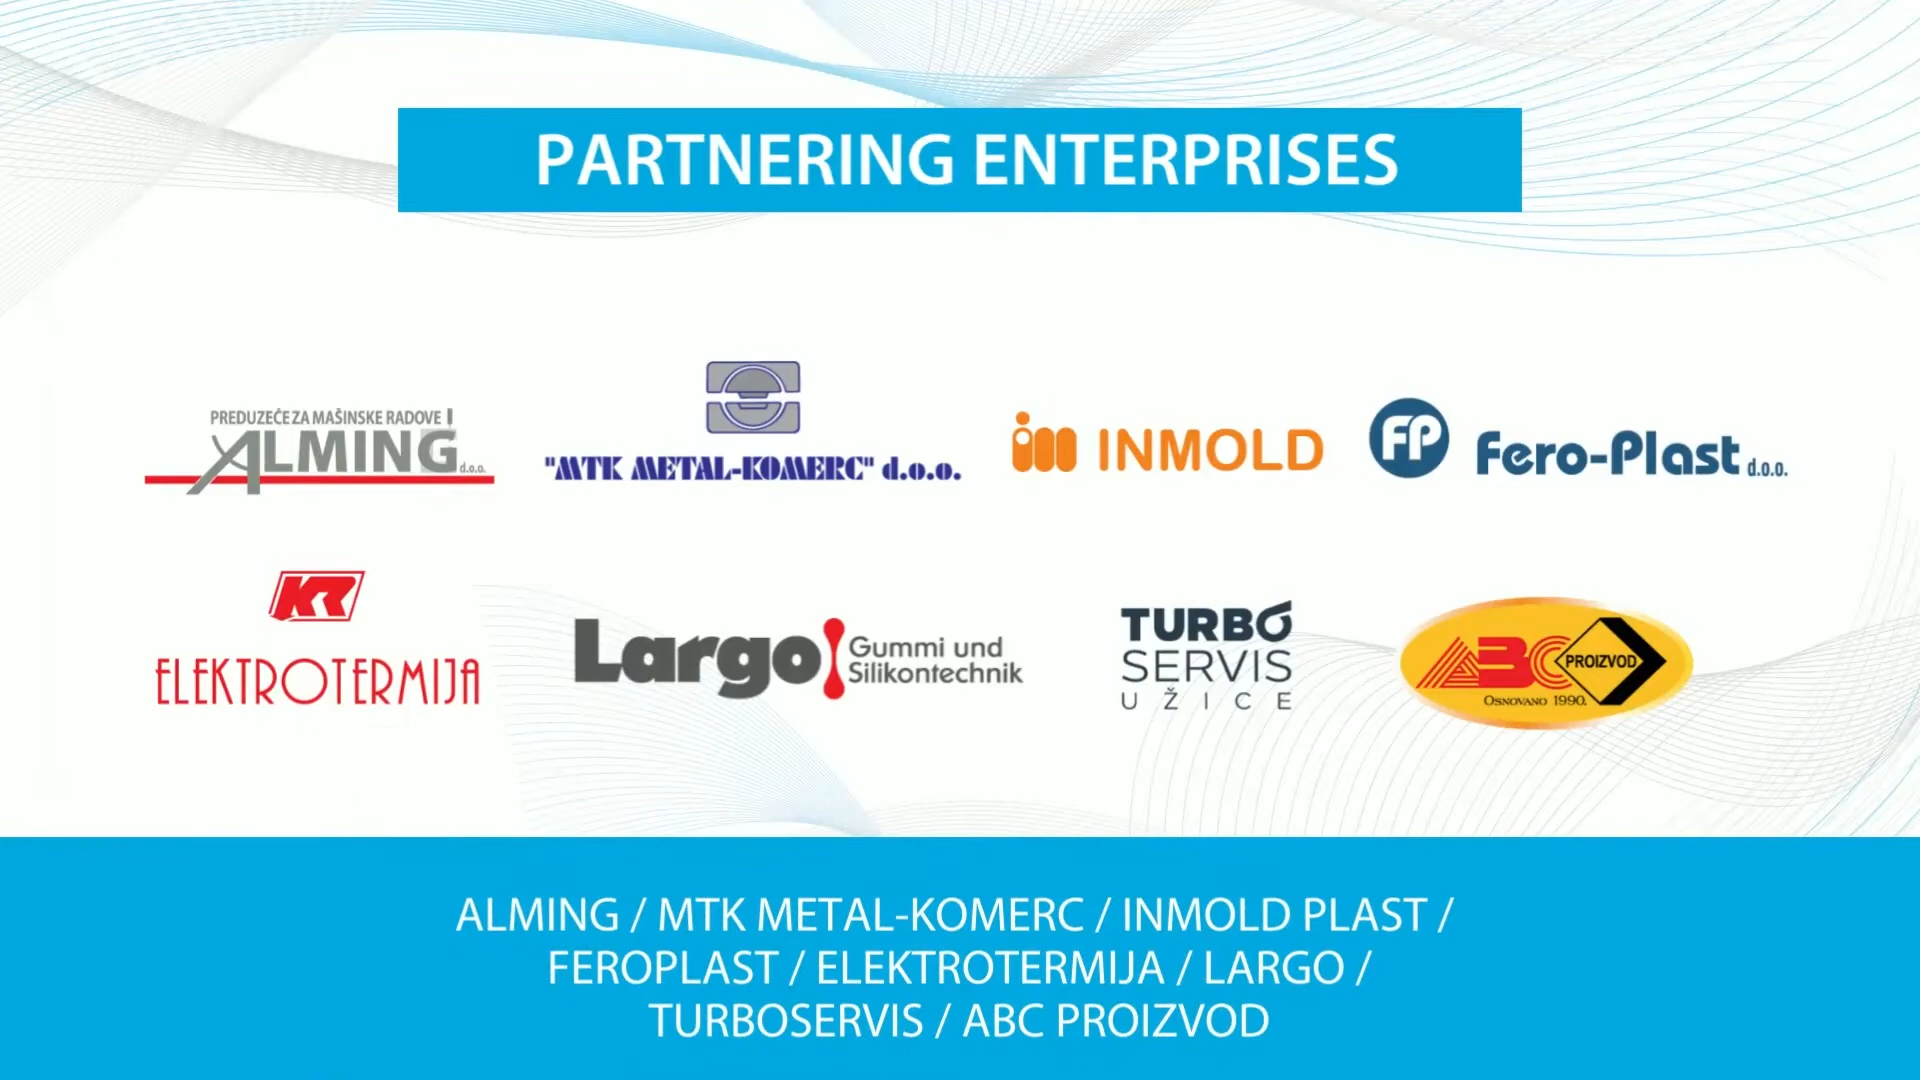 PARTNERING ENTERPRISES
PREDUZEĆE ZA MAŠINSKE RADOVE
ALMING d.o.o.
"MTK METAL-KOMERC" d.o.o.
im INMOLD
FP Fero-Plast d.o.o.
KR
ELEKTROTERMIJA
Largo Gummi und
Silikontechnik
TURBO
SERVIS
UŽICE
ABC PROIZVOD
OSNOVANO 1990.
ALMING / MTK METAL-KOMERC / INMOLD PLAST /
FEROPLAST / ELEKTROTERMIJA / LARGO /
TURBOSERVIS / ABC PROIZVOD